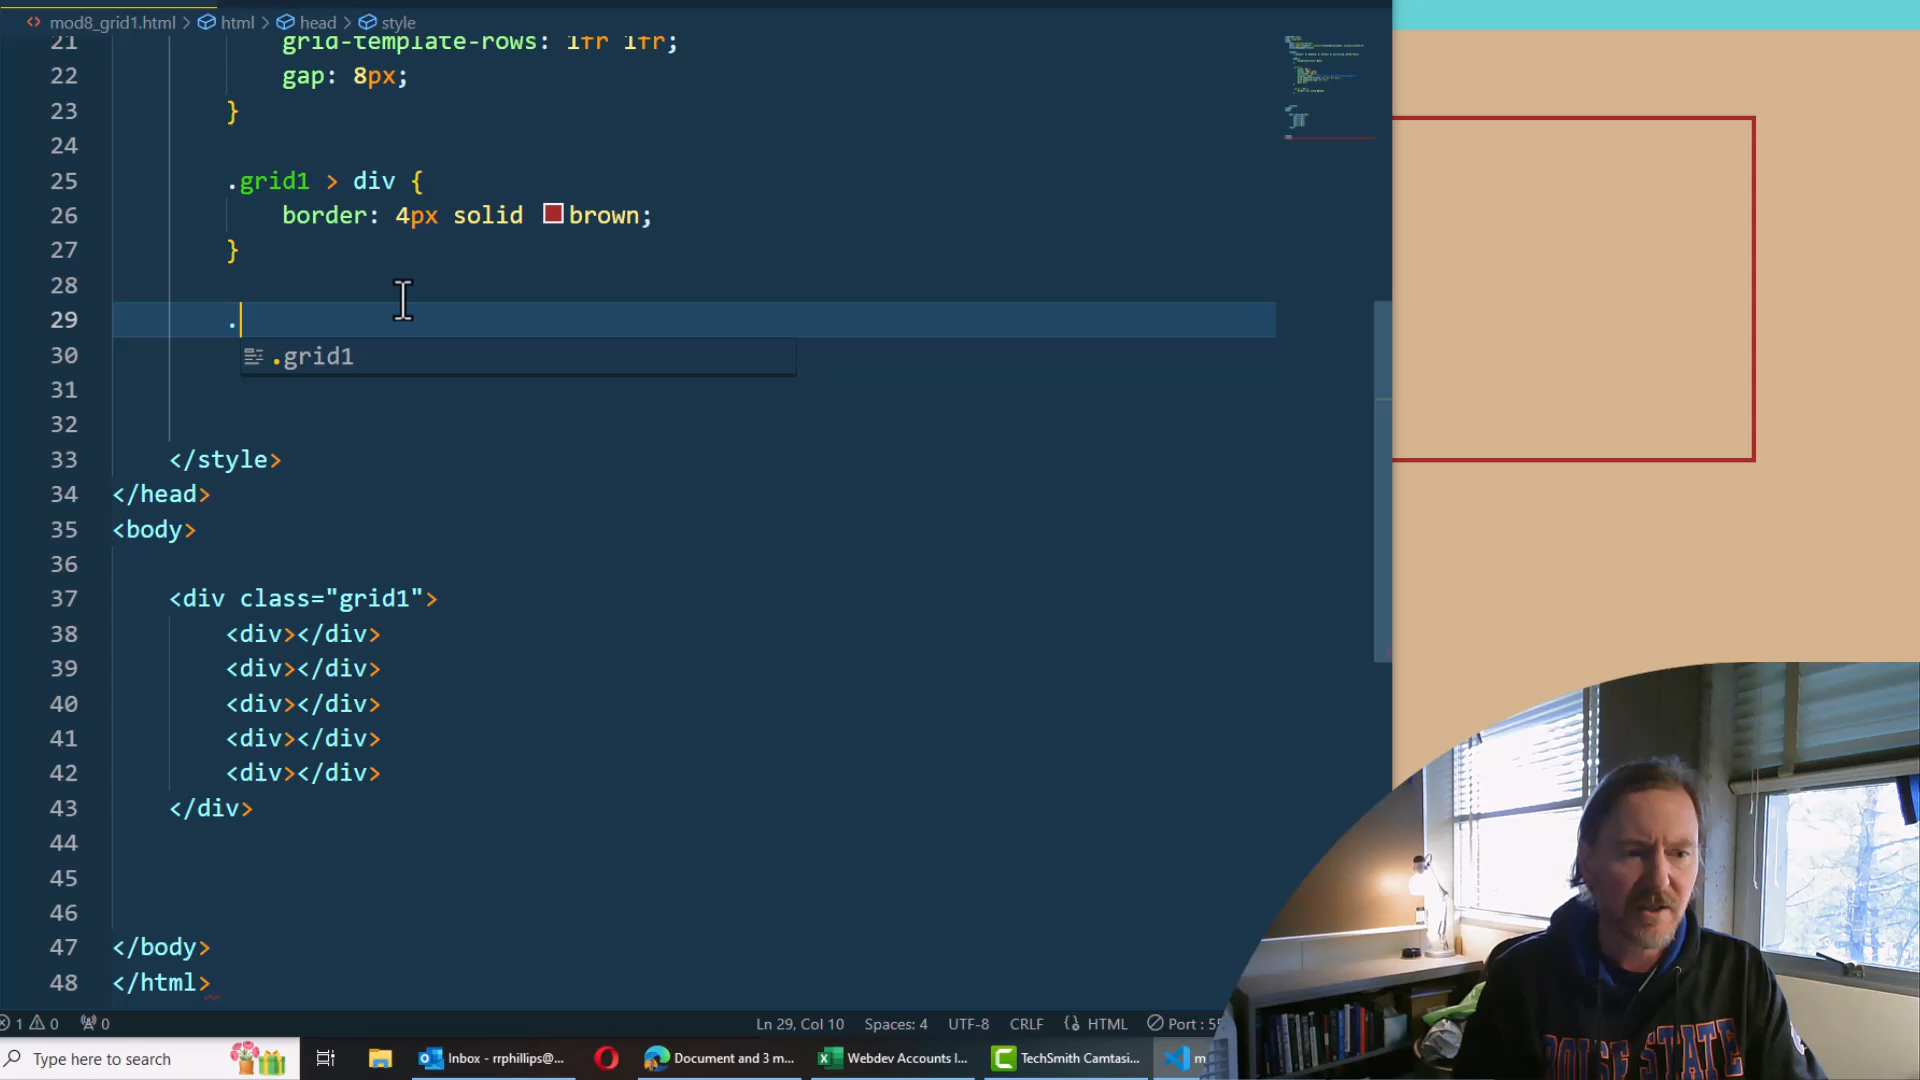 mod8_grid1.html > html > head > style
21 grid-template-rows: 1fr 1fr;
22 gap: 8px;
23 }
24
25 .grid1 > div {
26 border: 4px solid brown;
27 }
28
29 .
.grid1
30
31
32
33 </style>
34 </head>
35 <body>
36
37 <div class="grid1">
38 <div></div>
39 <div></div>
40 <div></div>
41 <div></div>
42 <div></div>
43 </div>
44
45
46
47 </body>
48 </html>
1 0 0 Ln 29, Col 10 Spaces: 4 UTF-8 CRLF {} HTML Port : 55
Type here to search Inbox - rrphillips@... Document and 3 m... Webdev Accounts I... TechSmith Camtasi... m
BOISE STATE